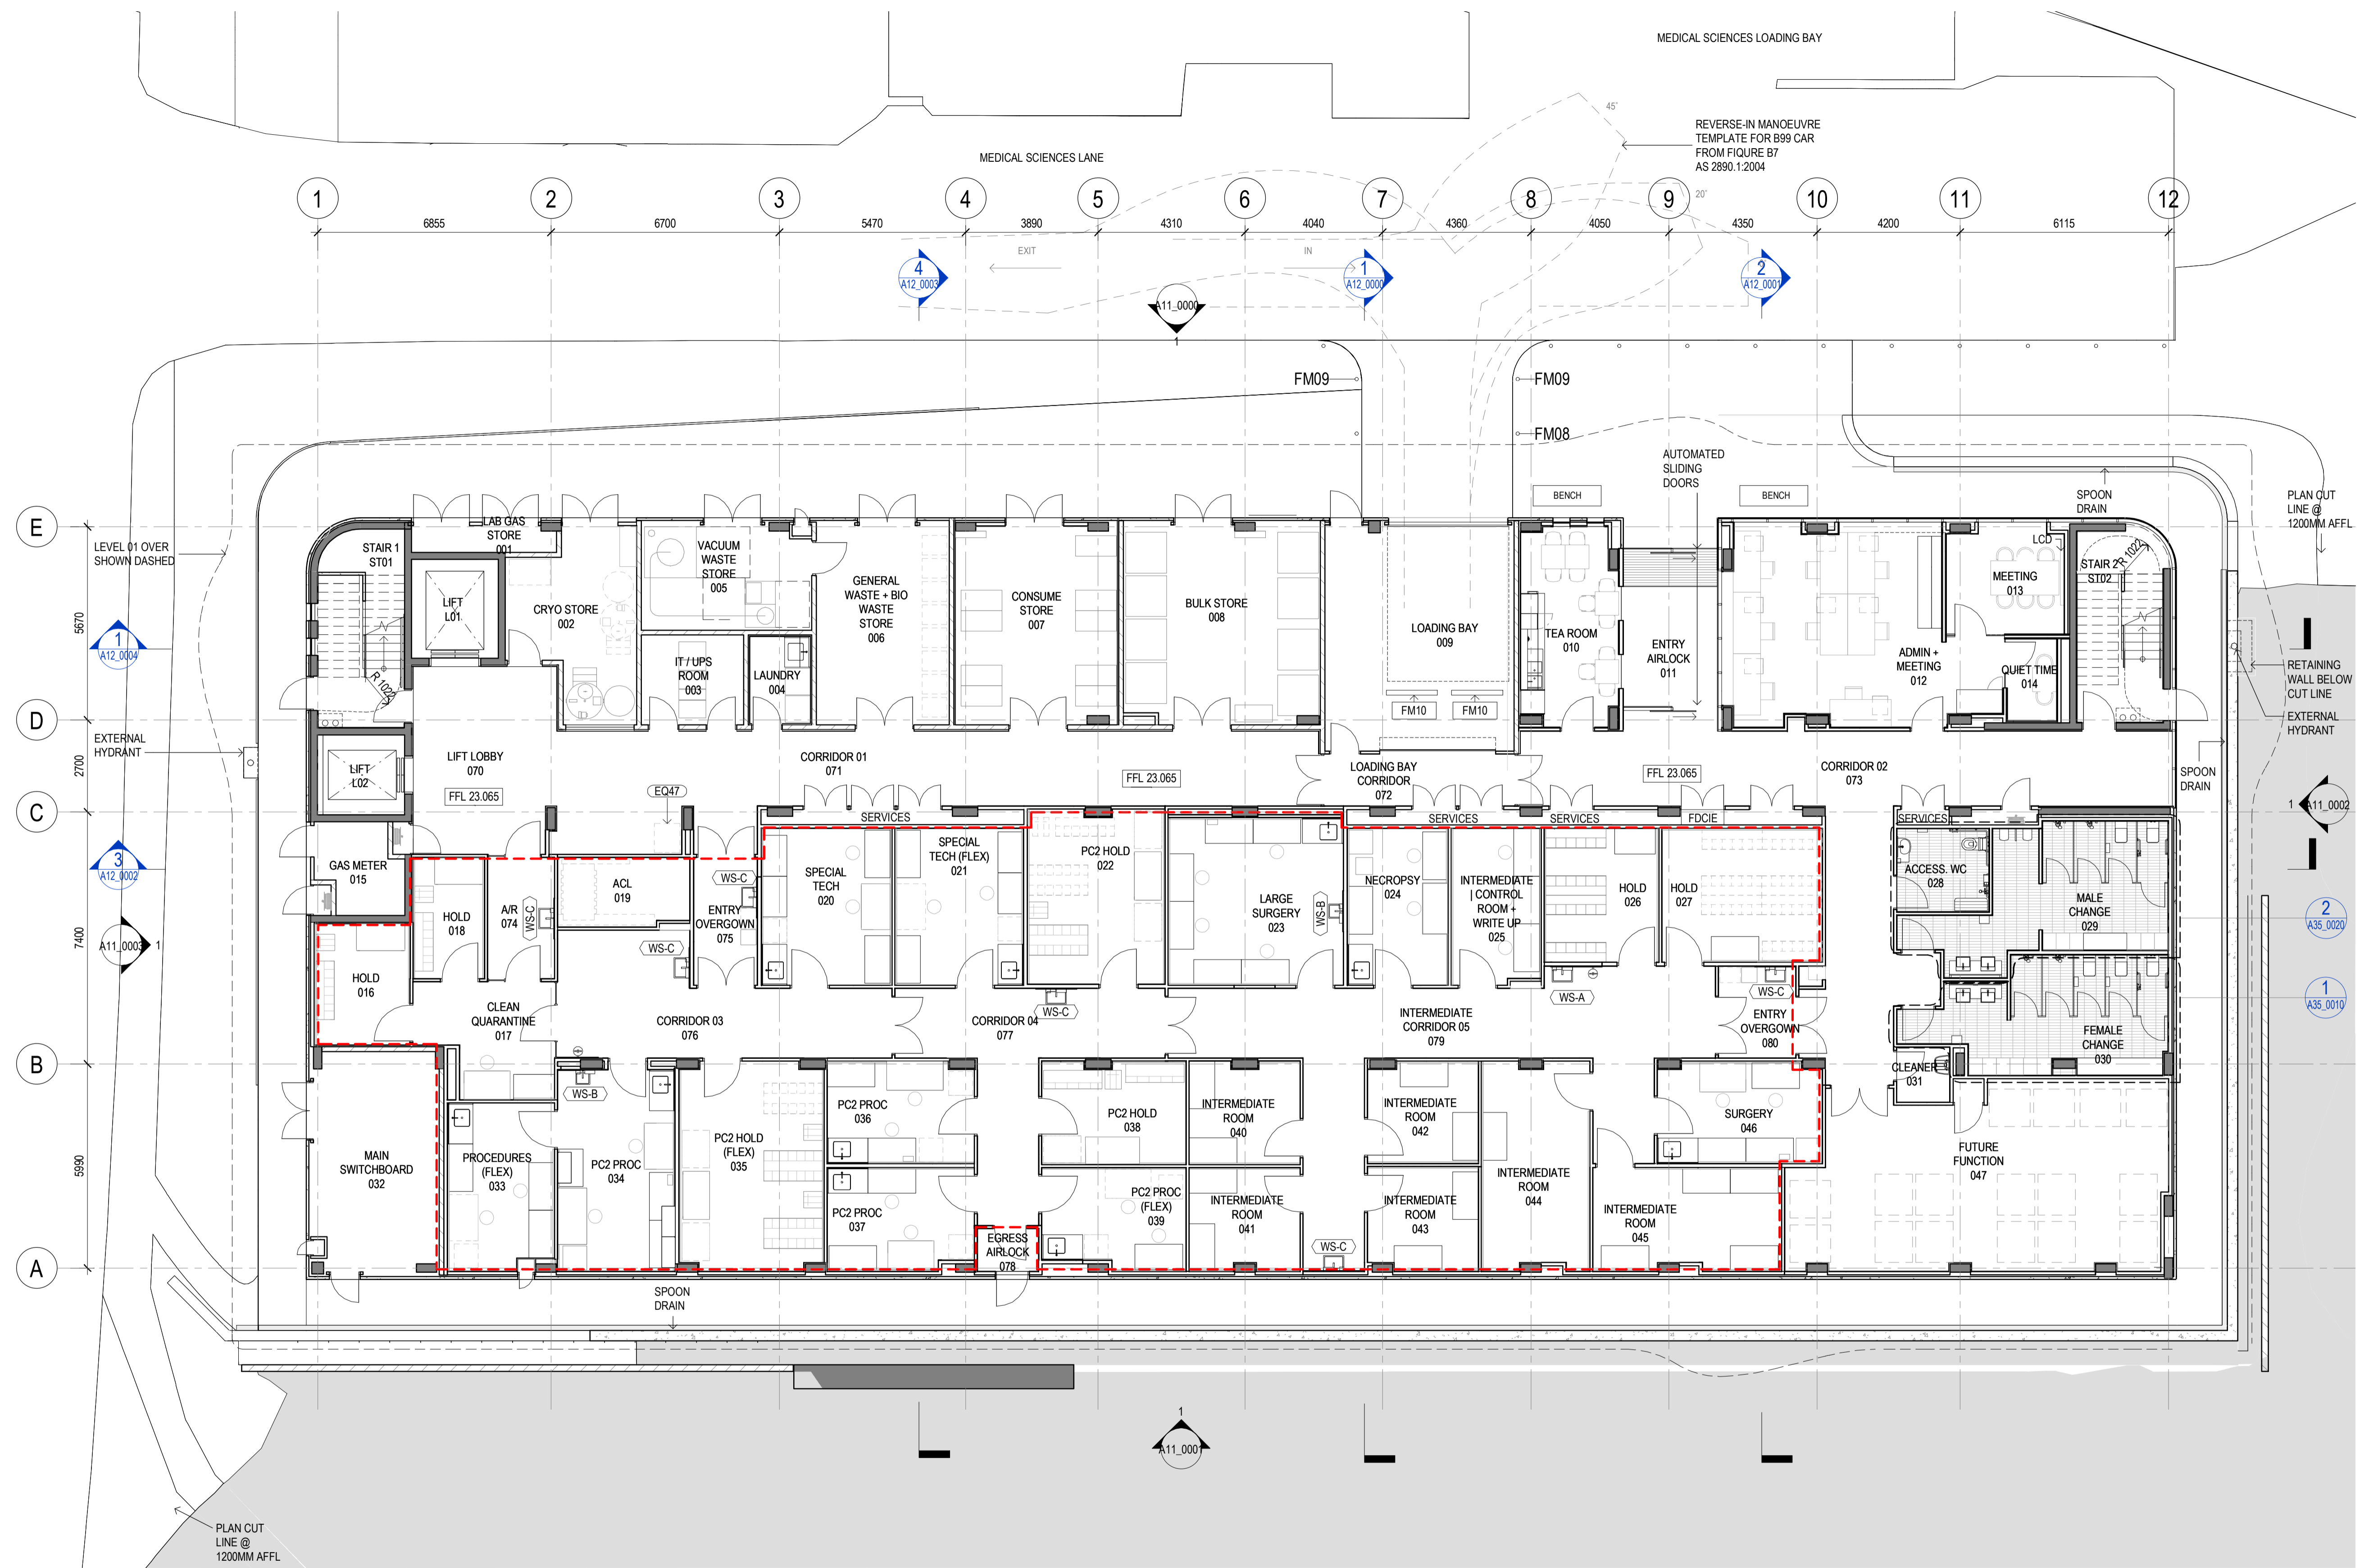 MEDICAL SCIENCES LOADING BAY
45°
REVERSE-IN MANOEUVRE
TEMPLATE FOR B99 CAR
FROM FIQURE B7
AS 2890.1:2004
MEDICAL SCIENCES LANE
20°
1
2
3
4
5
6
7
8
9
10
11
12
6855
6700
5470
3890
4310
4040
4360
4050
4350
4200
6115
EXIT
IN
4
A12_0003
1
A12_0000
2
A12_0001
A11_0000
1
FM09
FM09
FM08
AUTOMATED
SLIDING
DOORS
BENCH
BENCH
SPOON
DRAIN
PLAN CUT
LINE @
1200MM AFFL
E
D
C
B
A
5670
2700
7400
5990
LEVEL 01 OVER
SHOWN DASHED
1
A12_0004
EXTERNAL
HYDRANT
3
A12_0002
A11_0003
1
STAIR 1
ST01
R 1022
LAB GAS
STORE
001
LIFT
L01
CRYO STORE
002
VACUUM
WASTE
STORE
005
IT / UPS
ROOM
003
LAUNDRY
004
GENERAL
WASTE + BIO
WASTE
STORE
006
CONSUME
STORE
007
BULK STORE
008
LOADING BAY
009
FM10
FM10
TEA ROOM
010
ENTRY
AIRLOCK
011
ADMIN +
MEETING
012
LCD
MEETING
013
QUIET TIME
014
STAIR 2
ST02
R 1022
RETAINING
WALL BELOW
CUT LINE
EXTERNAL
HYDRANT
SPOON
DRAIN
1
A11_0002
2
A35_0020
1
A35_0010
LIFT
L02
LIFT LOBBY
070
FFL 23.065
CORRIDOR 01
071
EQ47
FFL 23.065
LOADING BAY
CORRIDOR
072
FFL 23.065
CORRIDOR 02
073
SERVICES
SERVICES
SERVICES
FDCIE
SERVICES
GAS METER
015
HOLD
016
CLEAN
QUARANTINE
017
HOLD
018
A/R
074
WS-C
ACL
019
WS-C
WS-C
ENTRY
OVERGOWN
075
SPECIAL
TECH
020
SPECIAL
TECH (FLEX)
021
PC2 HOLD
022
LARGE
SURGERY
023
WS-B
NECROPSY
024
INTERMEDIATE
| CONTROL
ROOM +
WRITE UP
025
HOLD
026
HOLD
027
ACCESS. WC
028
MALE
CHANGE
029
FEMALE
CHANGE
030
CLEANER
031
WS-C
WS-A
WS-C
CORRIDOR 03
076
CORRIDOR 04
077
INTERMEDIATE
CORRIDOR 05
079
ENTRY
OVERGOWN
080
MAIN
SWITCHBOARD
032
PROCEDURES
(FLEX)
033
WS-B
PC2 PROC
034
PC2 HOLD
(FLEX)
035
PC2 PROC
036
PC2 PROC
037
EGRESS
AIRLOCK
078
PC2 HOLD
038
PC2 PROC
(FLEX)
039
INTERMEDIATE
ROOM
040
INTERMEDIATE
ROOM
041
WS-C
INTERMEDIATE
ROOM
042
INTERMEDIATE
ROOM
043
INTERMEDIATE
ROOM
044
INTERMEDIATE
ROOM
045
SURGERY
046
FUTURE
FUNCTION
047
SPOON
DRAIN
1
A11_0001
PLAN CUT
LINE @
1200MM AFFL